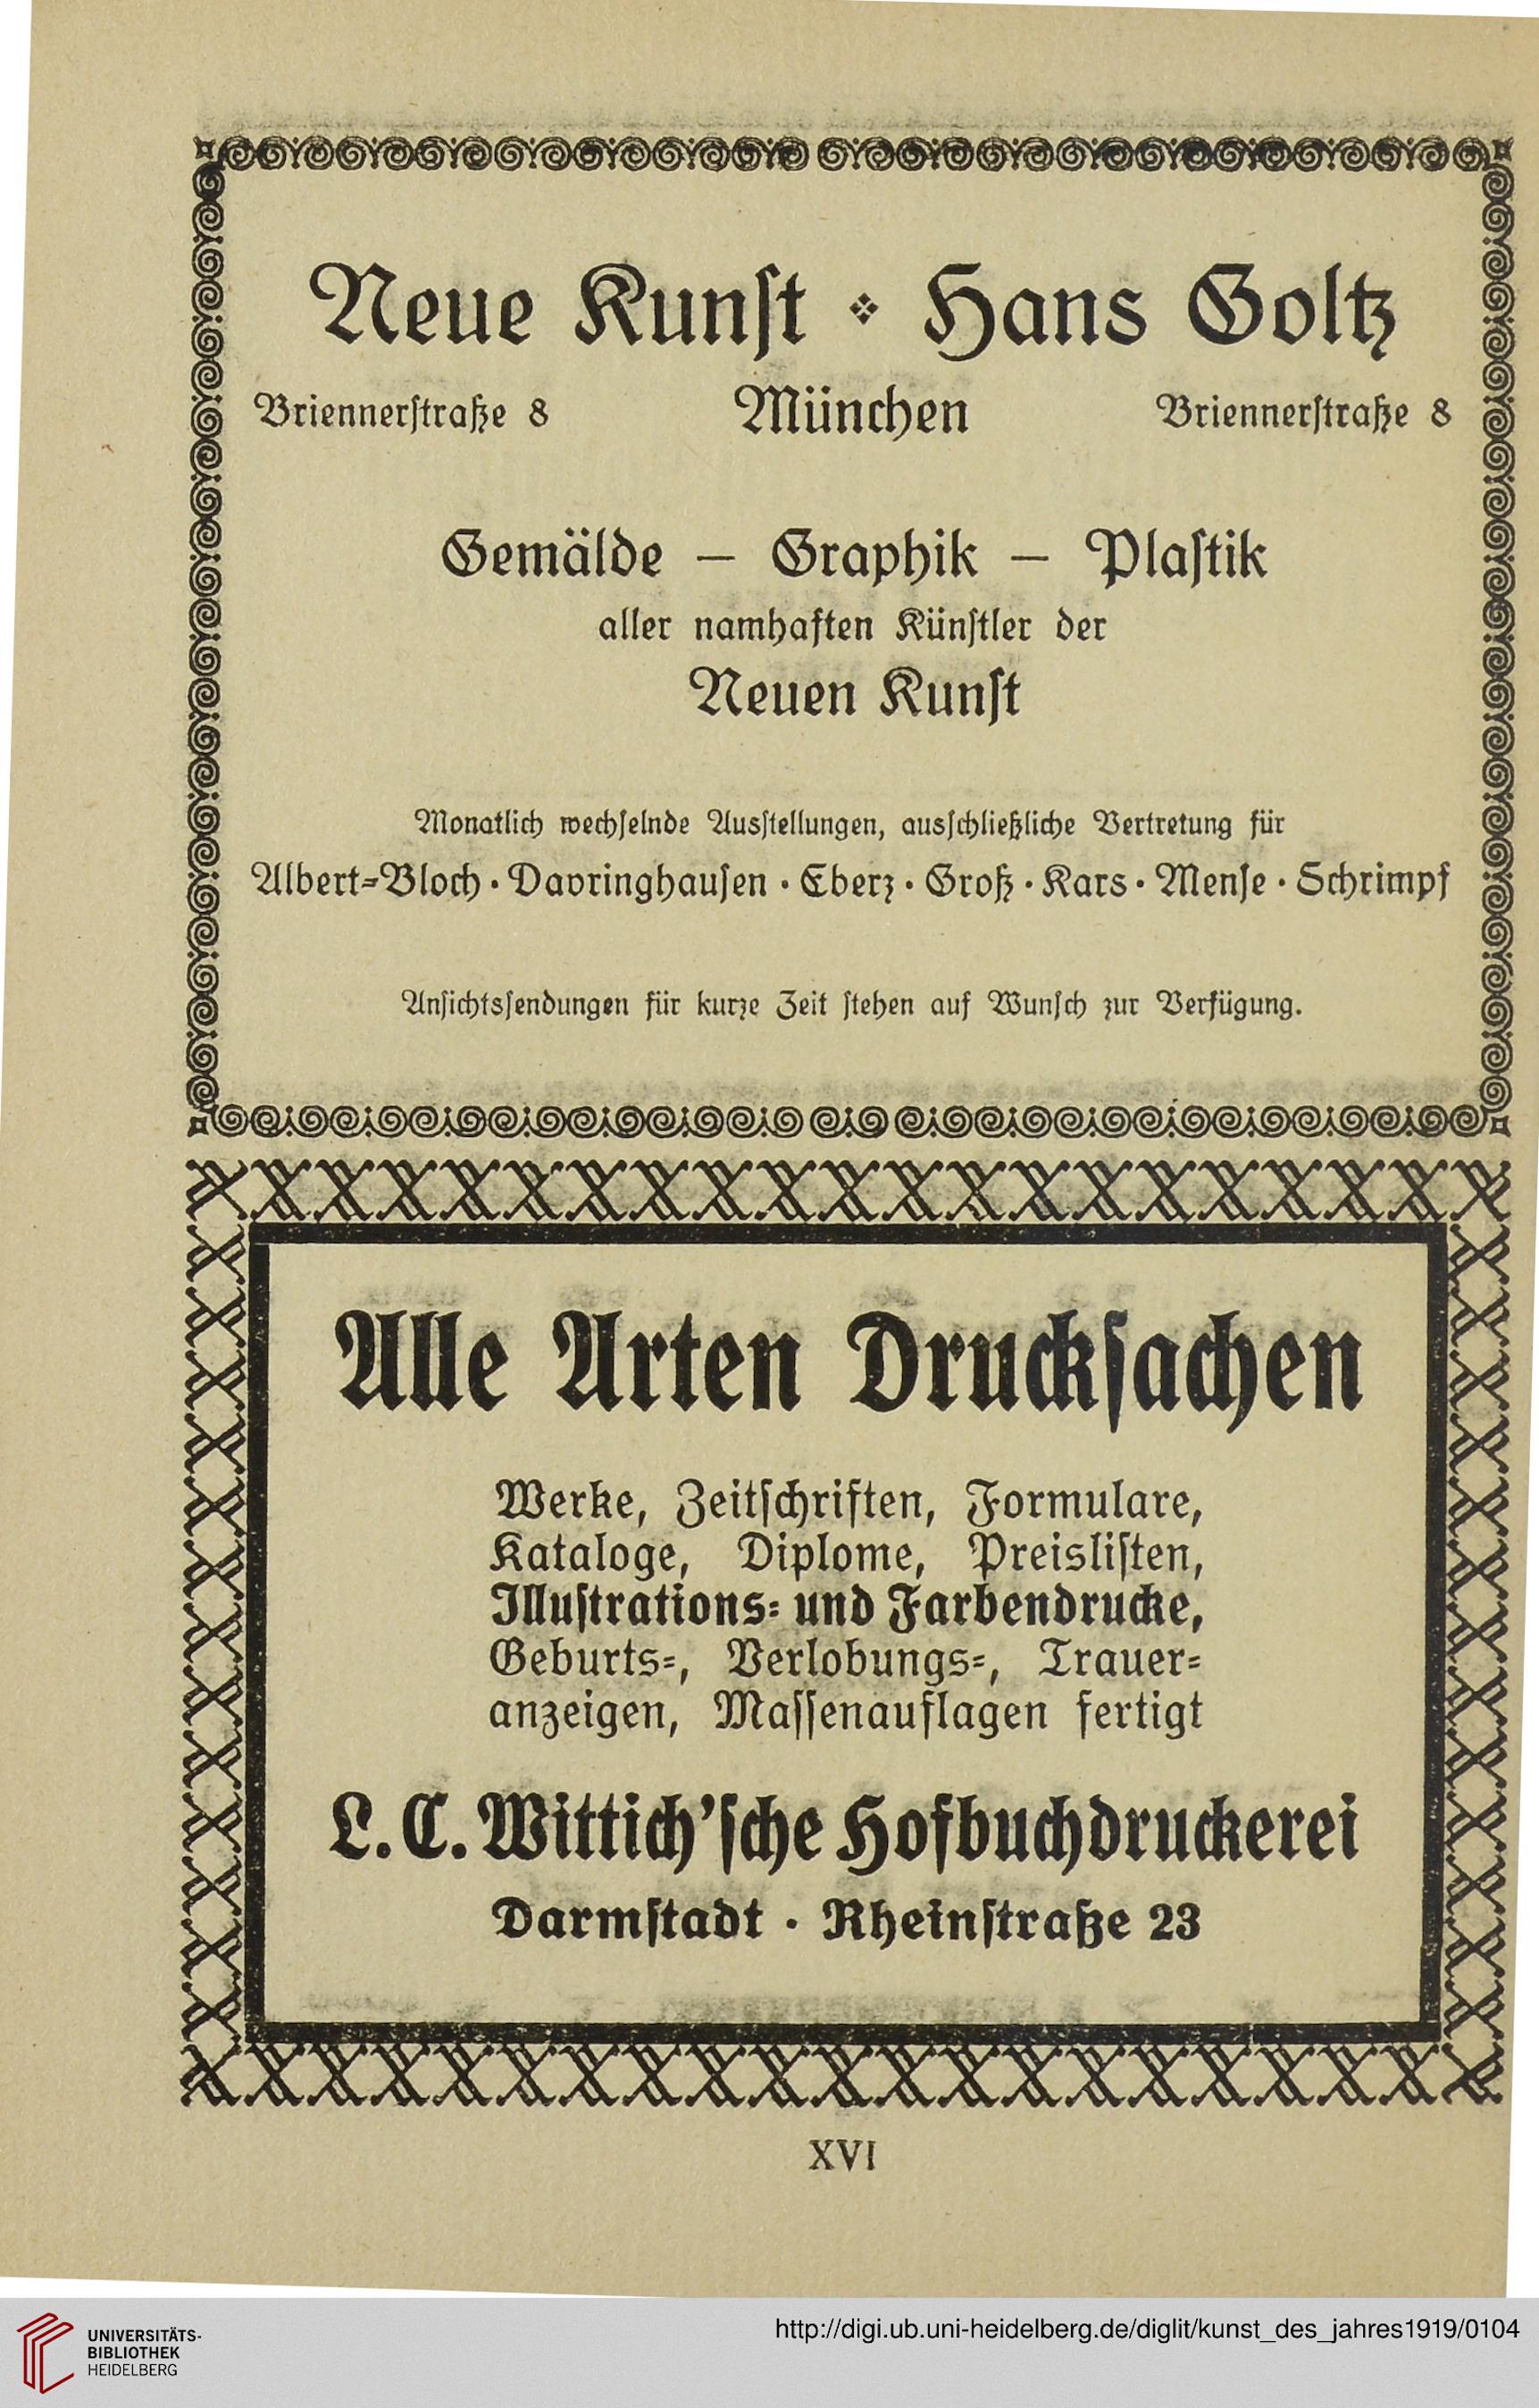 Neue Kunſt ❖ Hans Goltz
Briennerſtraße 8 München Briennerſtraße 8
Gemälde — Graphik — Plaſtik
aller namhaften Künſtler der
Neuen Kunſt
Monatlich wechſelnde Ausſtellungen, ausſchließliche Vertretung für
Albert-Bloch · Davringhauſen · Eberz · Groß · Kars · Menſe · Schrimpf
Anſichtsſendungen für kurze Zeit ſtehen auf Wunſch zur Verfügung.
Alle Arten Druckſachen
Werke, Zeitſchriften, Formulare,
Kataloge, Diplome, Preisliſten,
Illuſtrations- und Farbendrucke,
Geburts-, Verlobungs-, Trauer-
anzeigen, Maſſenauflagen fertigt
L. C. Wittich'ſche Hofbuchdruckerei
Darmſtadt · Rheinſtraße 23
XVI
UNIVERSITÄTS-
BIBLIOTHEK
HEIDELBERG
http://digi.ub.uni-heidelberg.de/diglit/kunst_des_jahres1919/0104